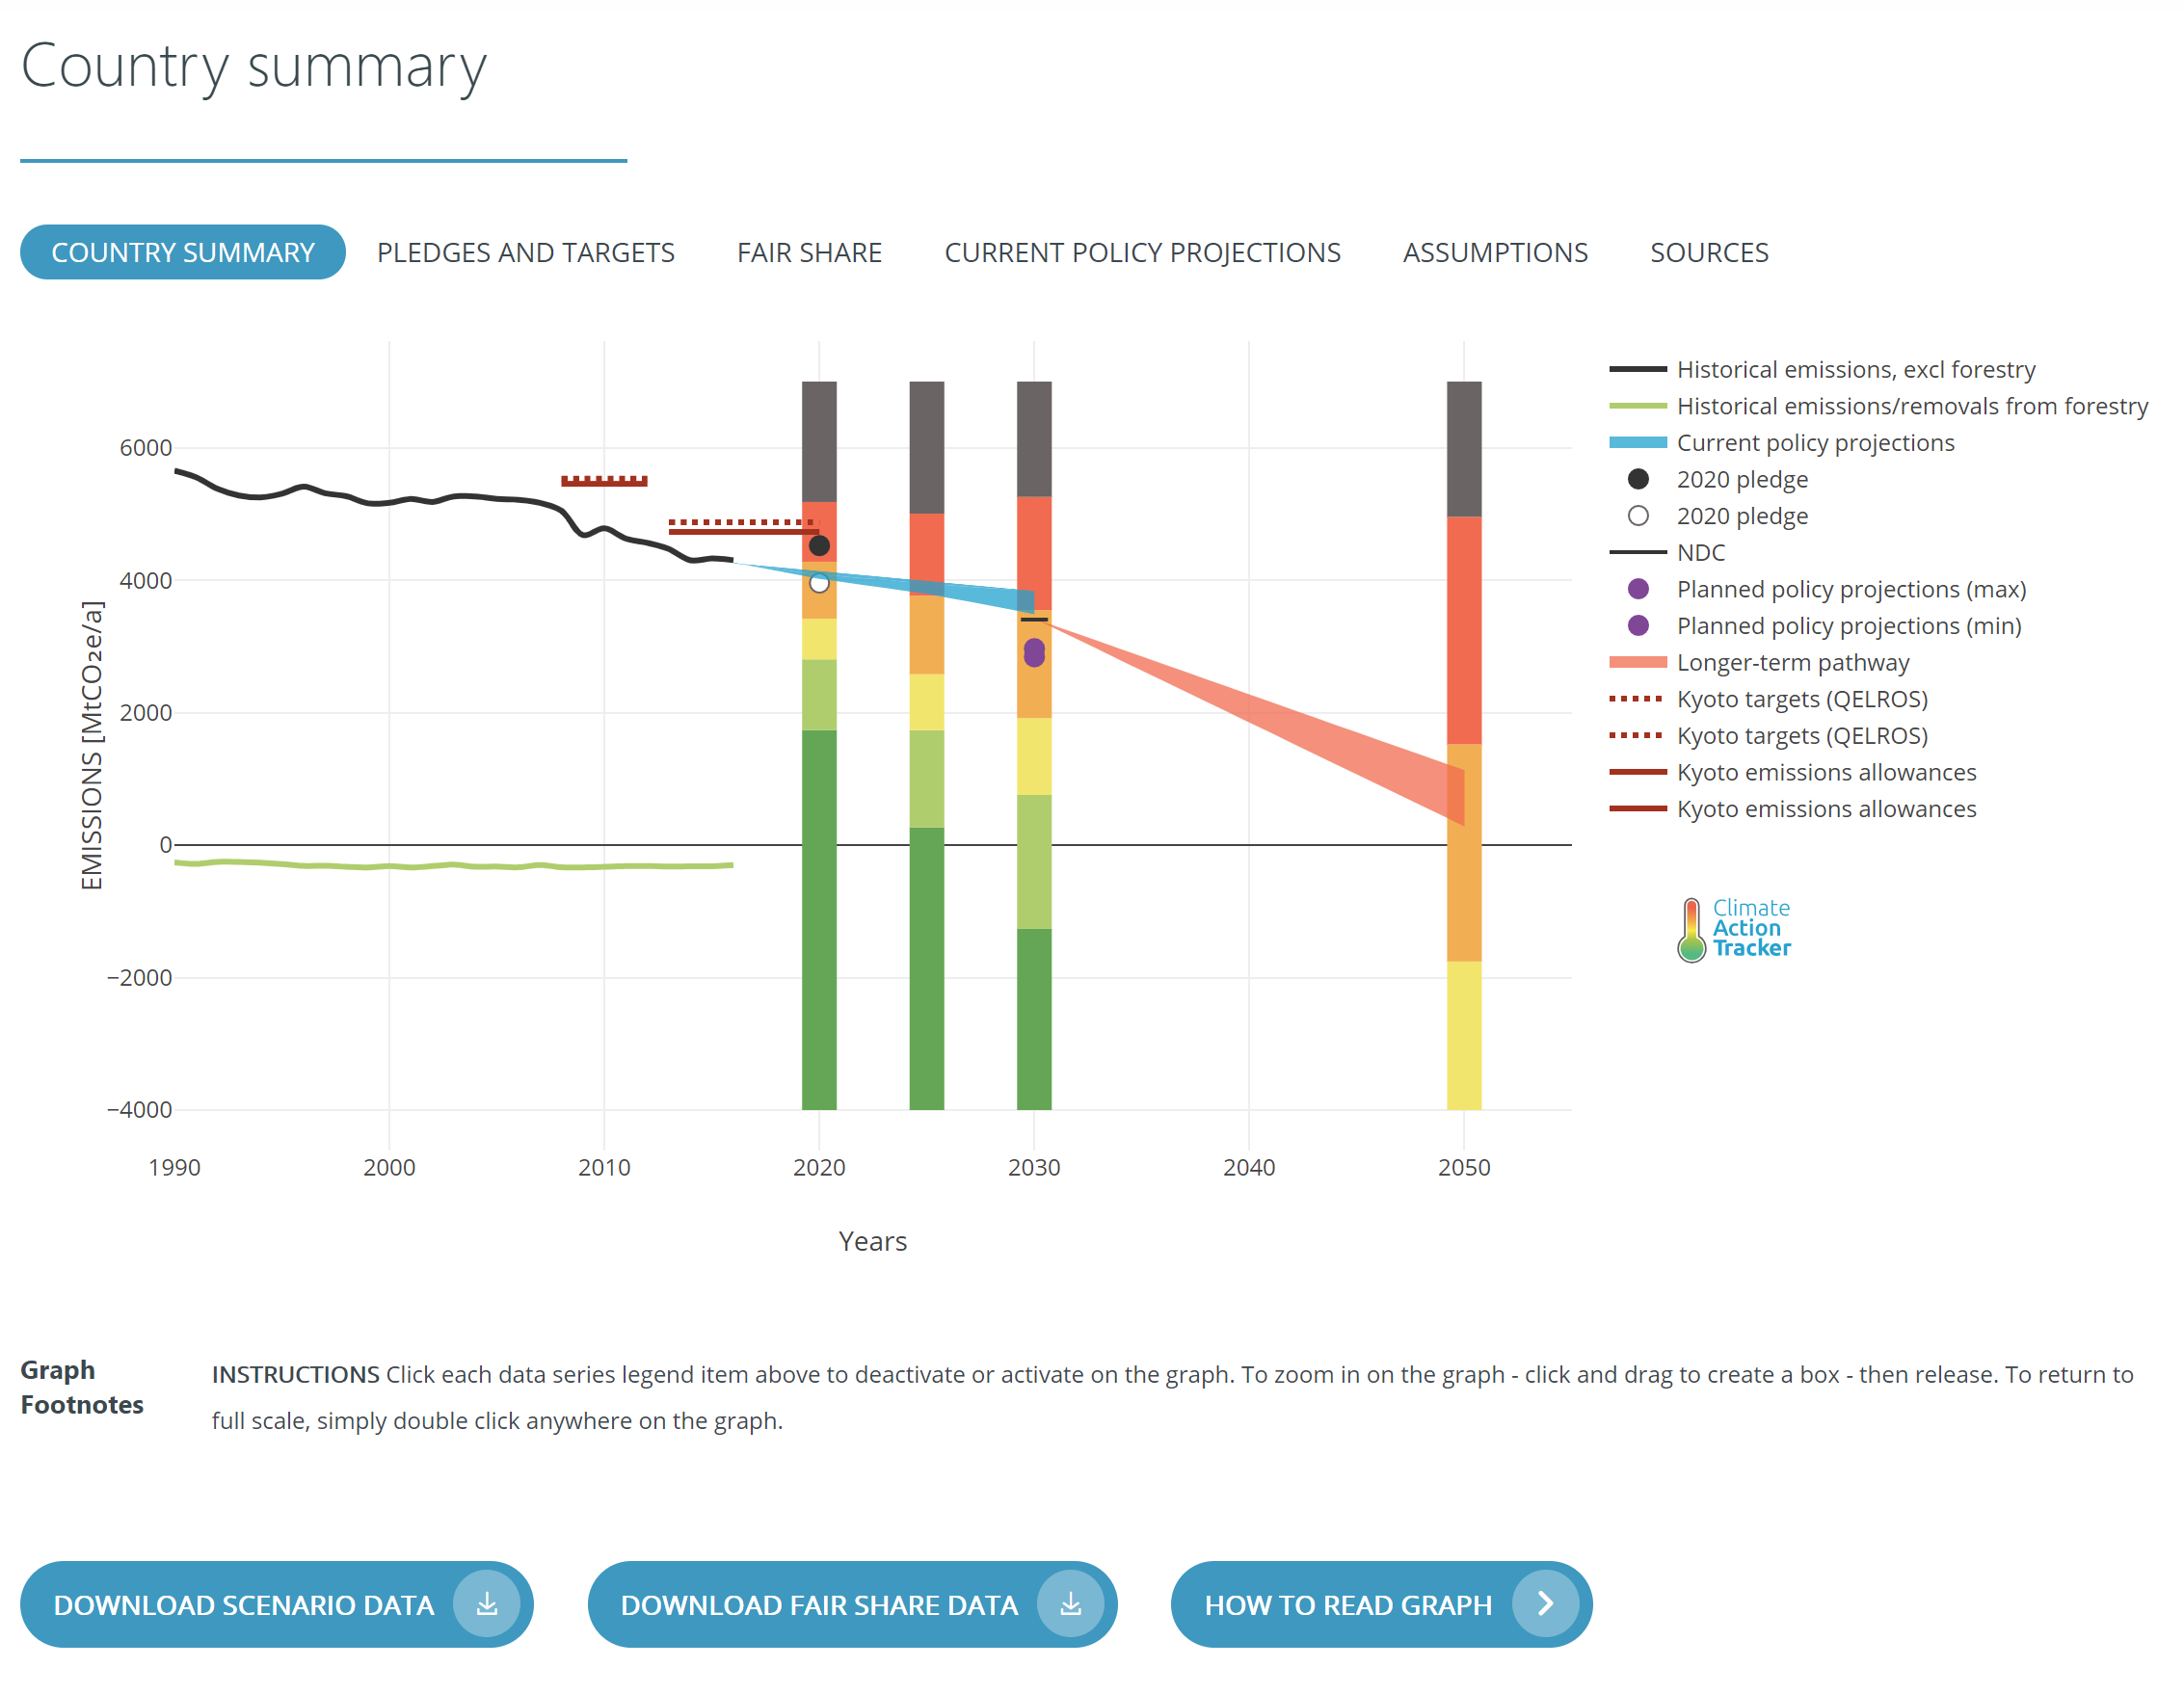 Country summary
COUNTRY SUMMARY PLEDGES AND TARGETS FAIR SHARE CURRENT POLICY PROJECTIONS ASSUMPTIONS SOURCES
EMISSIONS [MtCO₂e/a]
6000
4000
2000
0
−2000
−4000
1990 2000 2010 2020 2030 2040 2050
Years
Historical emissions, excl forestry
Historical emissions/removals from forestry
Current policy projections
2020 pledge
2020 pledge
NDC
Planned policy projections (max)
Planned policy projections (min)
Longer-term pathway
Kyoto targets (QELROS)
Kyoto targets (QELROS)
Kyoto emissions allowances
Kyoto emissions allowances
Climate
Action
Tracker
Graph
Footnotes
INSTRUCTIONS Click each data series legend item above to deactivate or activate on the graph. To zoom in on the graph - click and drag to create a box - then release. To return to
full scale, simply double click anywhere on the graph.
DOWNLOAD SCENARIO DATA DOWNLOAD FAIR SHARE DATA HOW TO READ GRAPH